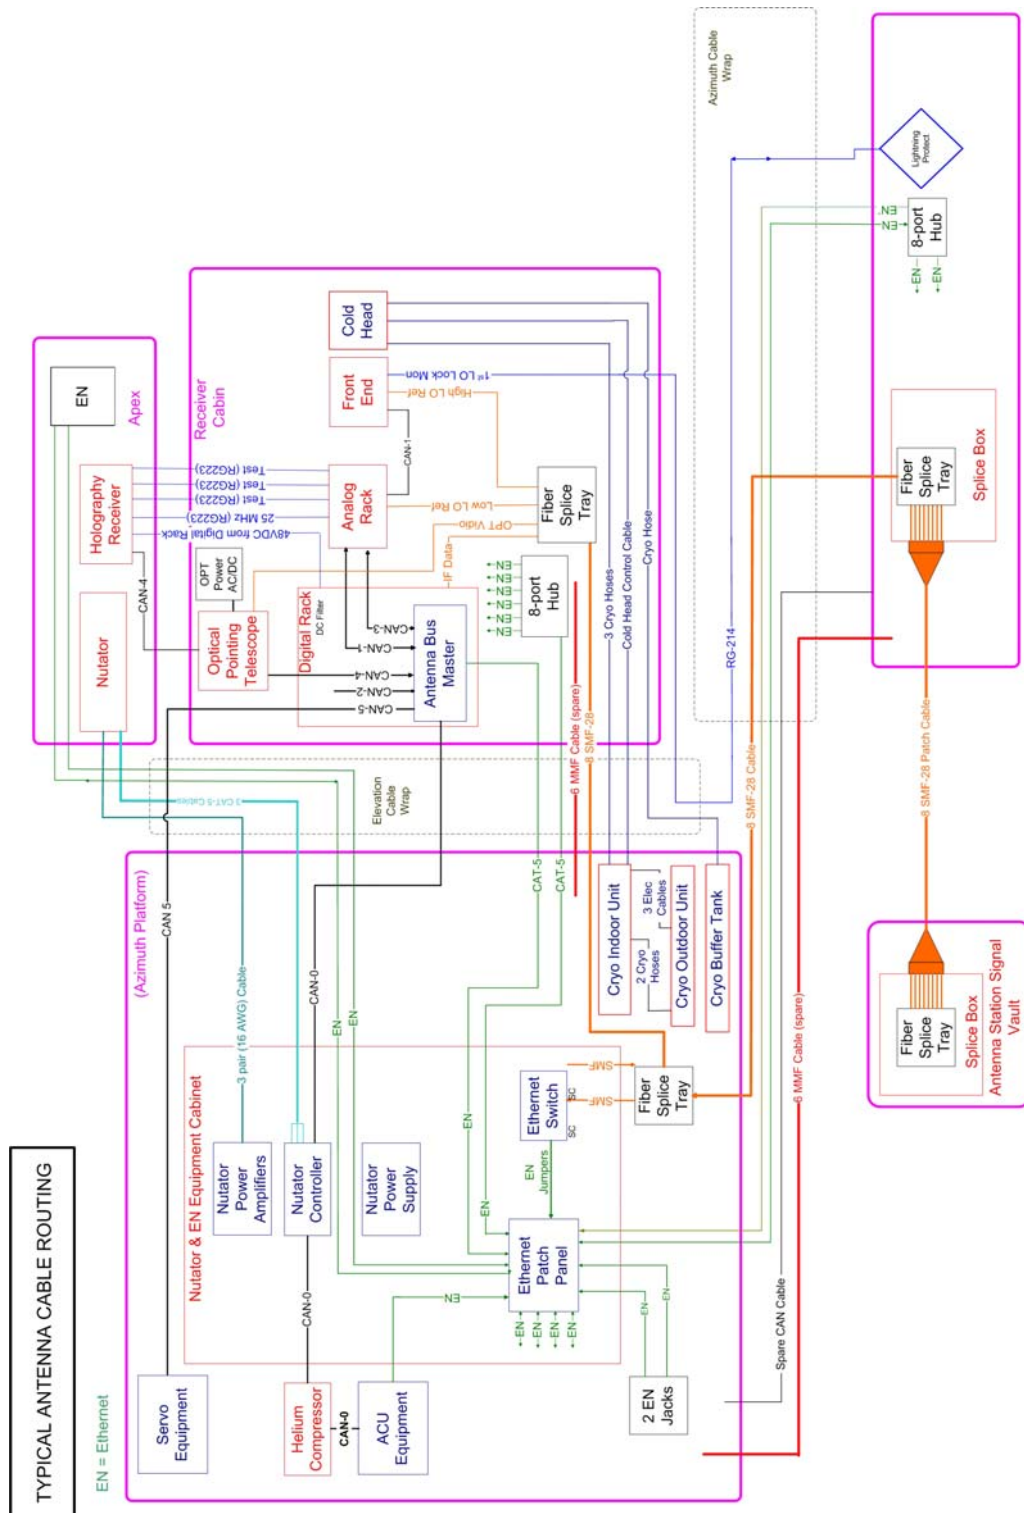 TYPICAL ANTENNA CABLE ROUTING
EN = Ethernet
(Azimuth Platform)
Servo
Equipment
CAN 5
Helium
Compressor
CAN-0
ACU
Equipment
CAN-0
EN
2 EN
Jacks
EN
EN
Nutator & EN Equipment Cabinet
Nutator
Power
Amplifiers
3 pair (16 AWG) Cable
Nutator
Controller
CAN-0
Nutator
Power
Supply
Ethernet
Patch
Panel
EN
EN
EN
EN
EN
Jumpers
Ethernet
Switch
SC
SC
SMF
SMF
Fiber
Splice
Tray
EN
EN
EN
EN
Cryo Indoor Unit
2 Cryo
Hoses
3 Elec
Cables
Cryo Outdoor Unit
Cryo Buffer Tank
Elevation
Cable
Wrap
3 CAT-5 Cables
CAT-5
CAT-5
6 MMF Cable (spare)
8 SMF-28
Apex
Nutator
Holography
Receiver
EN
CAN-4
Receiver
Cabin
Optical
Pointing
Telescope
OPT
Power
AC/DC
48VDC from Digital Rack
25 MHz (RG223)
Test (RG223)
Test (RG223)
Test (RG223)
Digital Rack
DC Filter
Antenna Bus
Master
CAN-5
CAN-2
CAN-4
CAN-1
CAN-3
Analog
Rack
CAN-1
Front
End
Cold
Head
IF Data
OPT Vidio
Low LO Ref
High LO Ref
1st LO Lock Mon
Fiber
Splice
Tray
8-port
Hub
EN
EN
EN
EN
EN
3 Cryo Hoses
Cold Head Control Cable
Cryo Hose
Azimuth Cable
Wrap
RG-214
8 SMF-28 Cable
Spare CAN Cable
6 MMF Cable (spare)
Lightning
Protect
8-port
Hub
EN
EN
EN
EN
Fiber
Splice
Tray
Splice Box
8 SMF-28 Patch Cable
Fiber
Splice
Tray
Splice Box
Antenna Station Signal
Vault